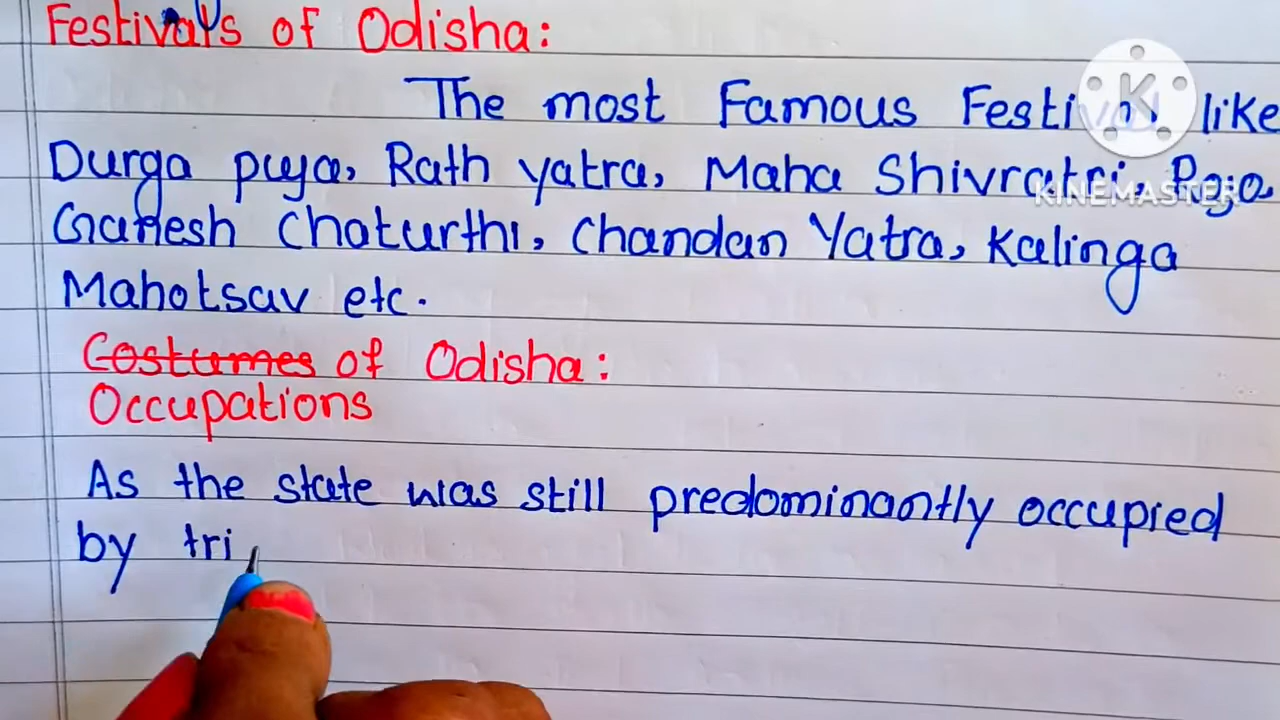 Festivals of Odisha:
The most Famous Festival like
Durga puja, Rath yatra, Maha Shivratri, Raja,
Ganesh Chaturthi, Chandan Yatra, Kalinga
Mahotsav etc.
Costumes of Odisha:
Occupations
As the state was still predominantly occupied
by tri
KINEMASTER